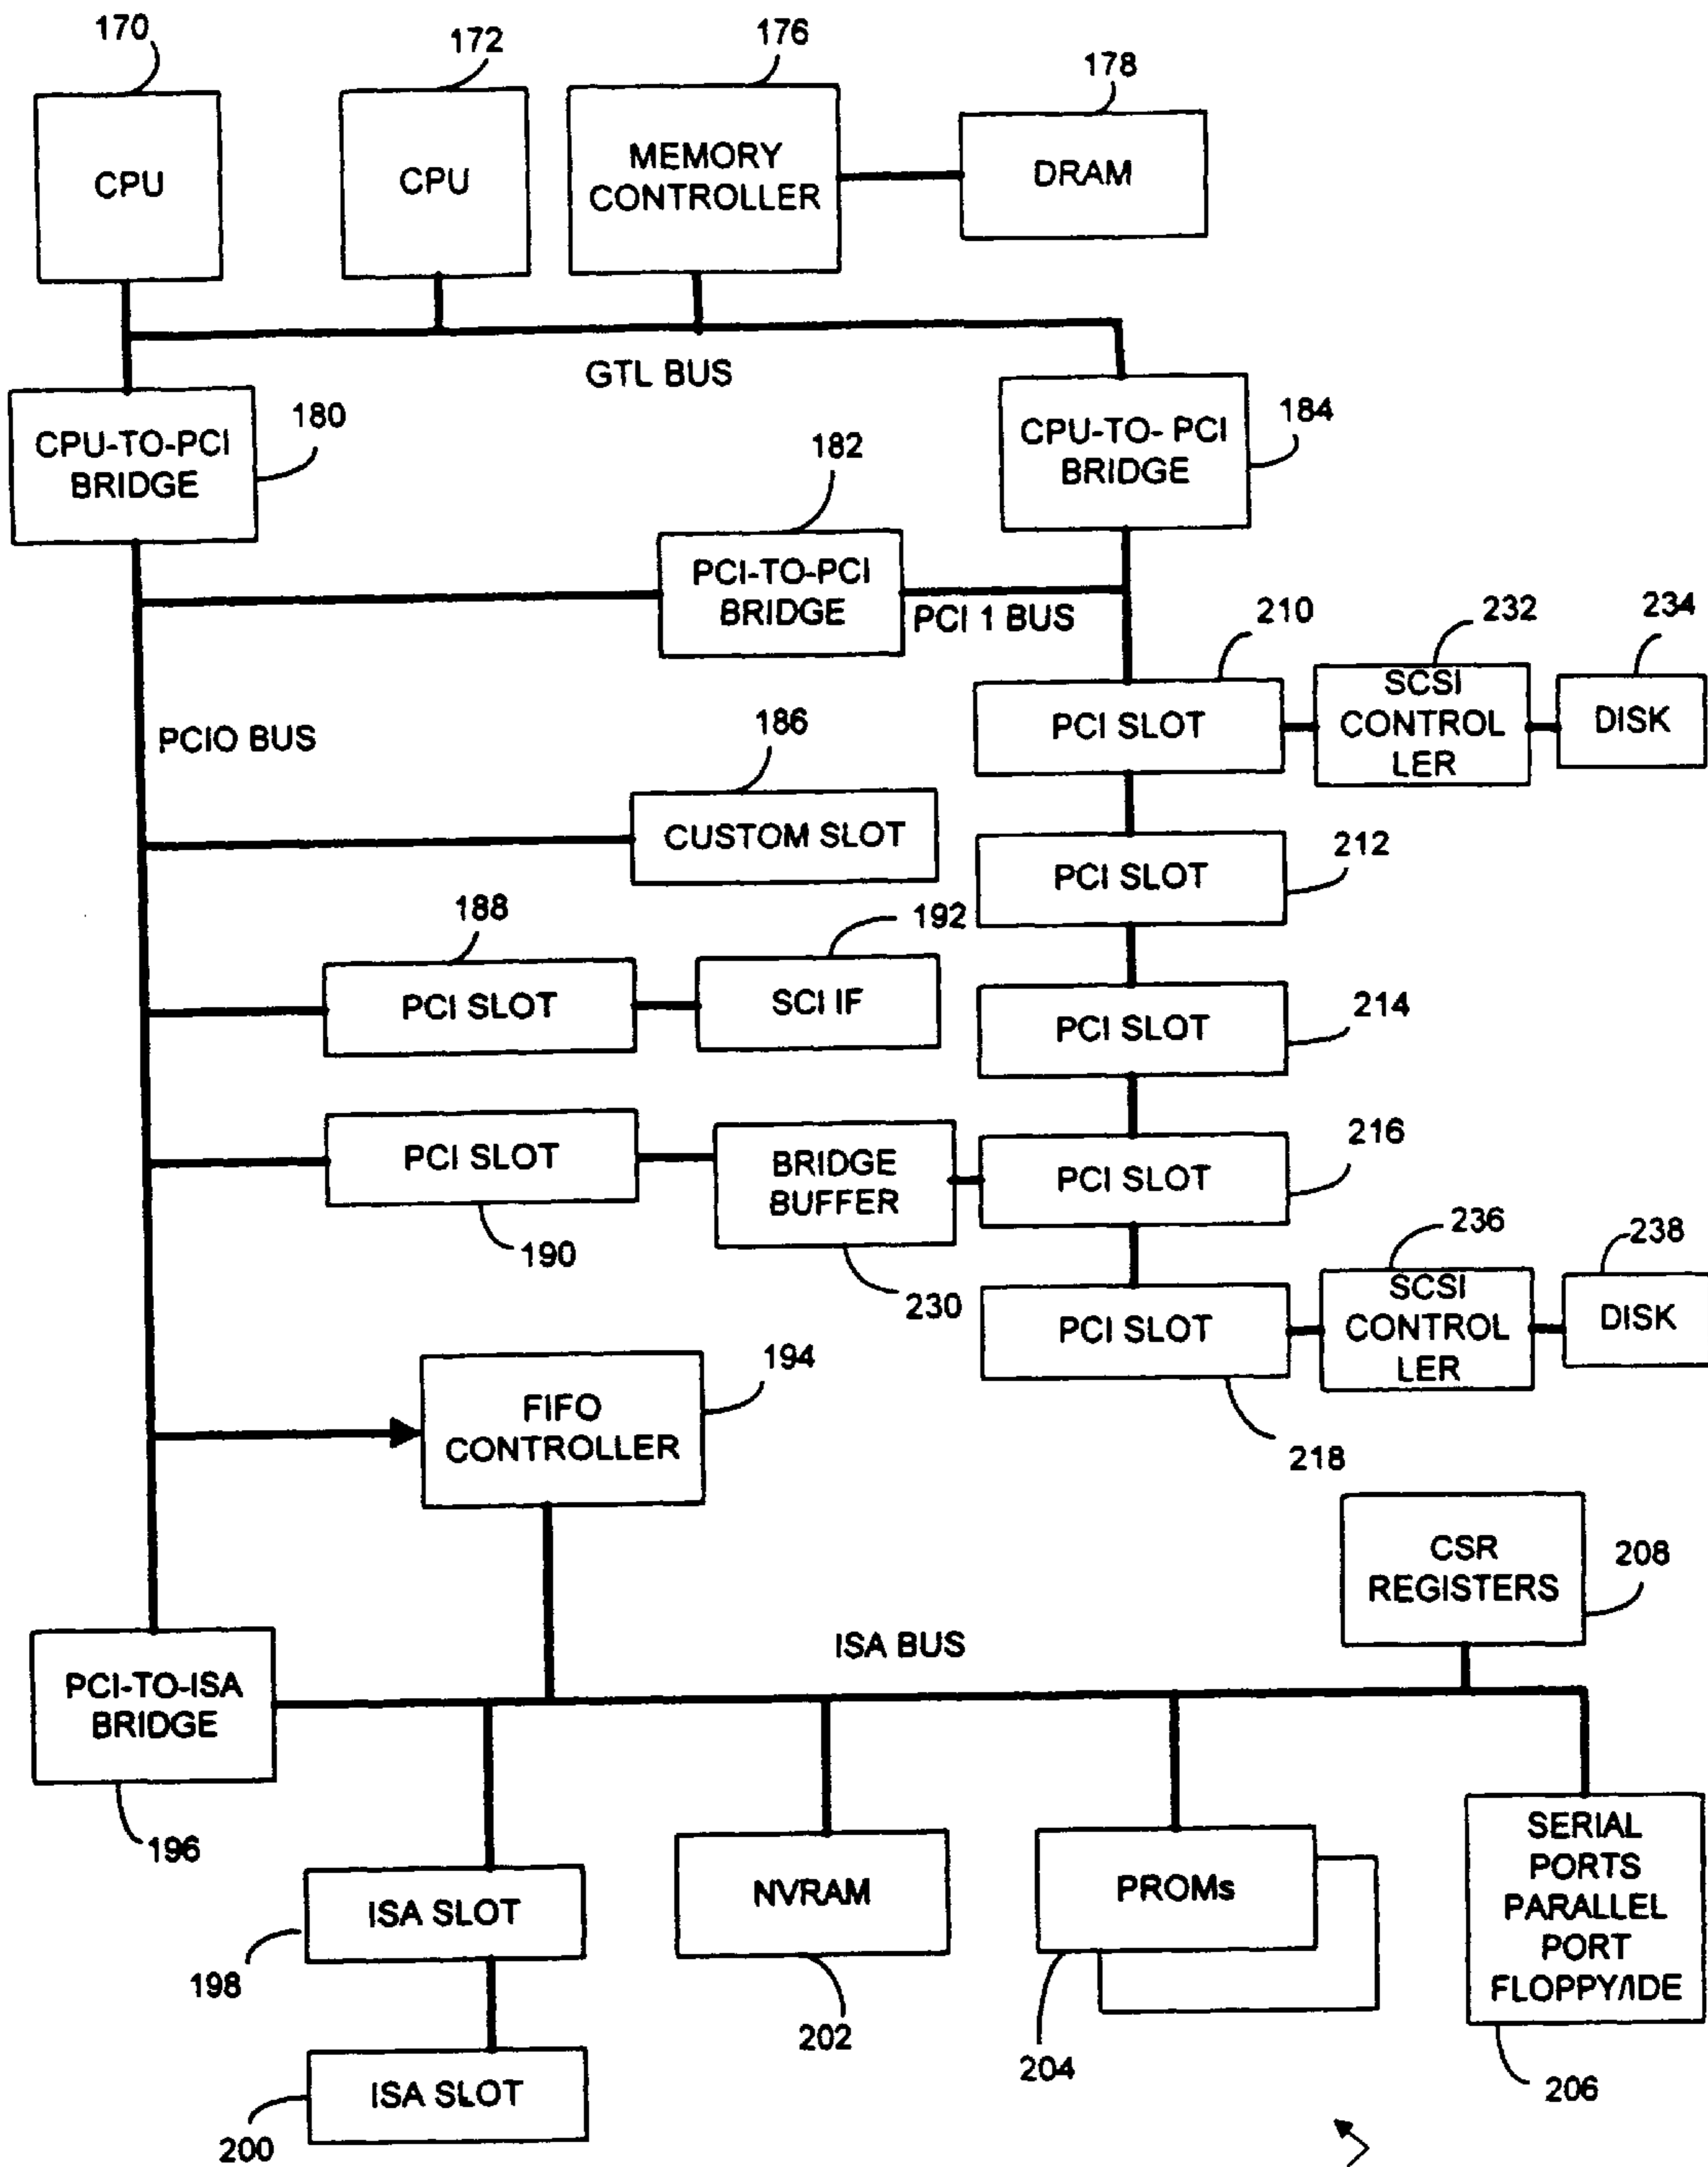 170
172
176
178
CPU
CPU
MEMORY
CONTROLLER
DRAM
GTL BUS
CPU-TO-PCI
BRIDGE
180
182
CPU-TO- PCI
BRIDGE
184
PCI-TO-PCI
BRIDGE
PCI 1 BUS
210
232
234
PCI SLOT
SCSI
CONTROL
LER
DISK
PCIO BUS
186
CUSTOM SLOT
212
PCI SLOT
188
192
PCI SLOT
SCI IF
214
PCI SLOT
PCI SLOT
190
BRIDGE
BUFFER
230
216
PCI SLOT
236
238
PCI SLOT
SCSI
CONTROL
LER
DISK
218
194
FIFO
CONTROLLER
CSR
REGISTERS
208
ISA BUS
PCI-TO-ISA
BRIDGE
196
ISA SLOT
198
NVRAM
202
PROMs
204
SERIAL
PORTS
PARALLEL
PORT
FLOPPY/IDE
206
ISA SLOT
200